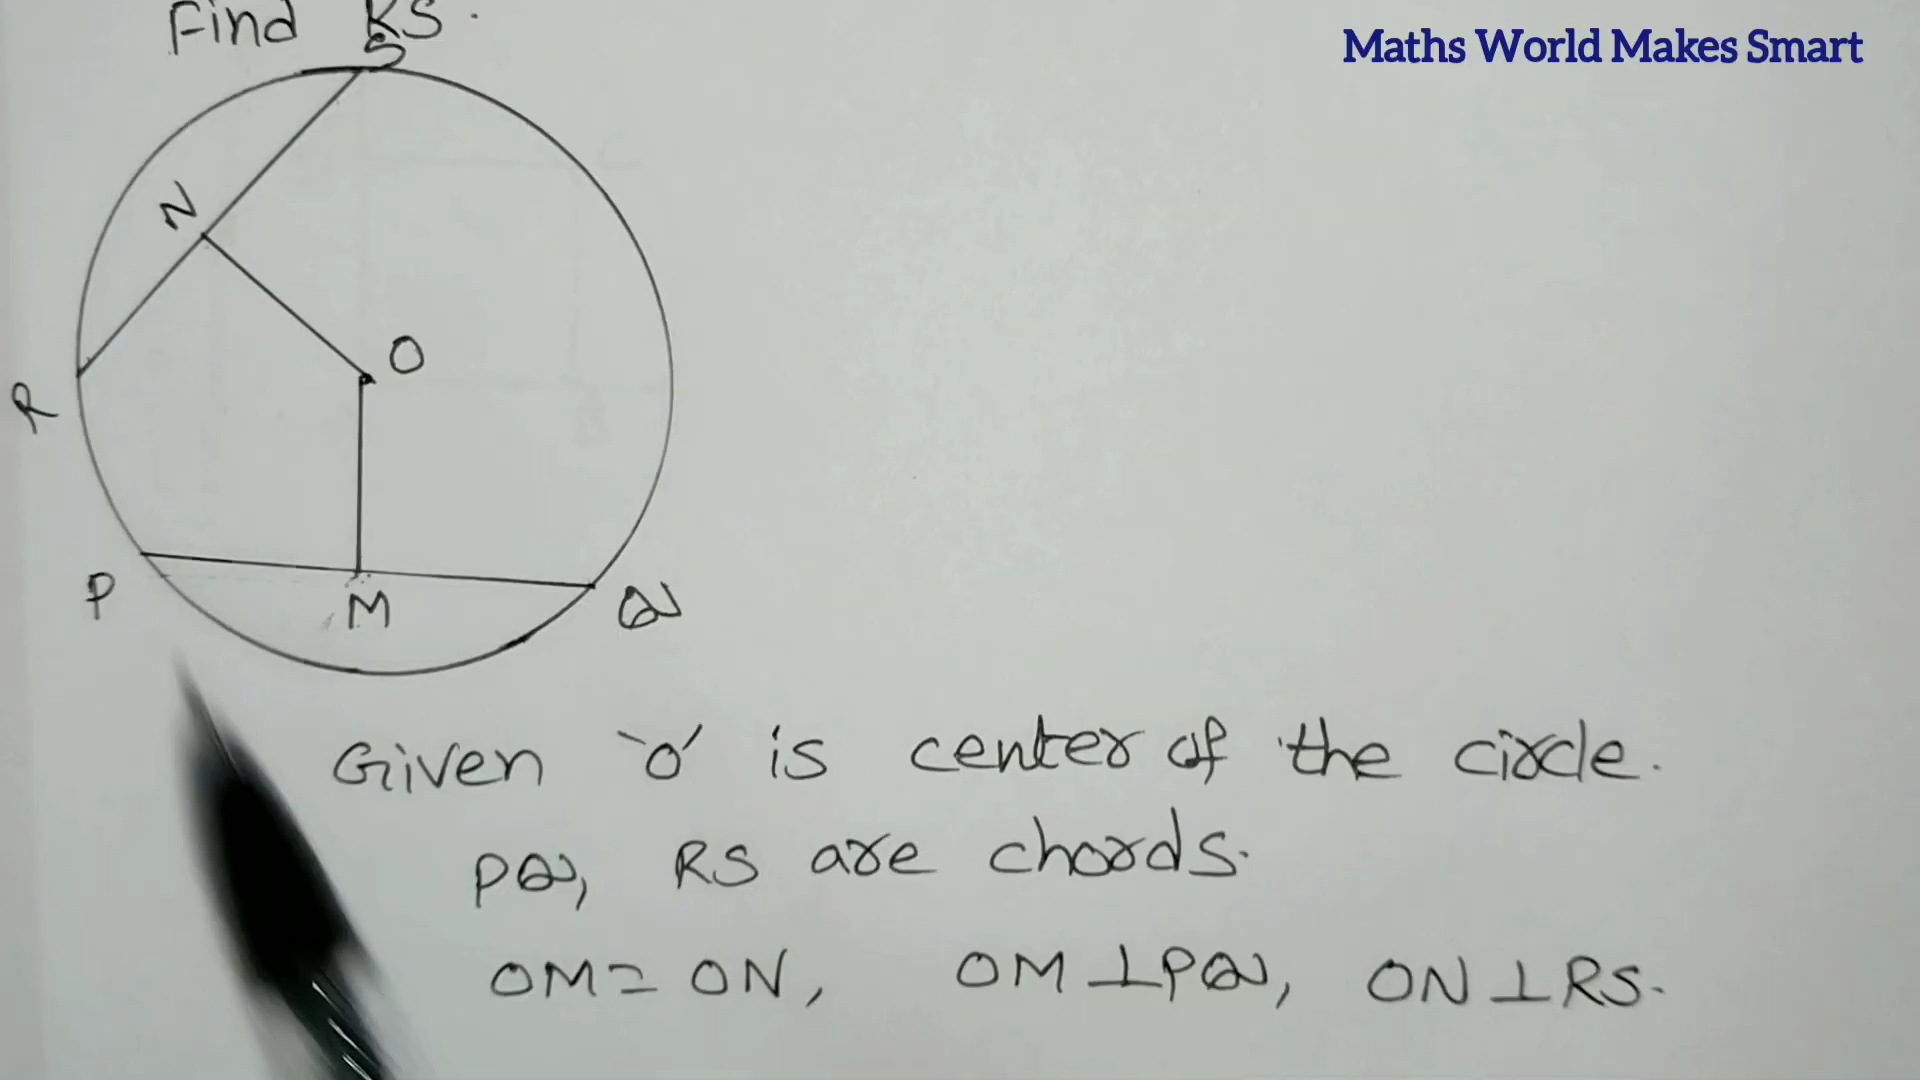 Find RS.
Maths World Makes Smart
S
N
O
R
P
M
Q
Given 'O' is center of the circle.
PQ, RS are chords.
OM = ON, OM ⊥ PQ, ON ⊥ RS.